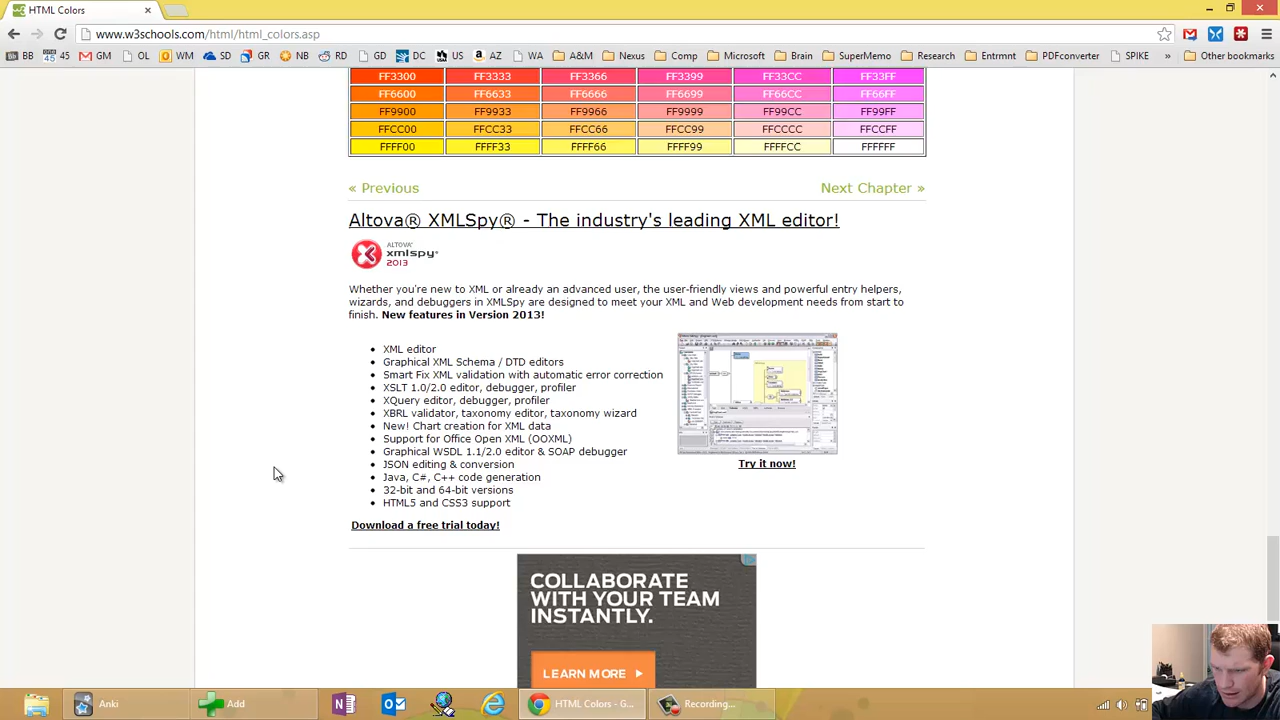 HTML Colors
www.w3schools.com/html/html_colors.asp
BB 45 GM OL WM SD GR NB RD GD DC US AZ WA A&M Nexus Comp Microsoft Brain SuperMemo Research Entrmnt PDFconverter SPIKE » Other bookmarks
FF3300 FF3333 FF3366 FF3399 FF33CC FF33FF
FF6600 FF6633 FF6666 FF6699 FF66CC FF66FF
FF9900 FF9933 FF9966 FF9999 FF99CC FF99FF
FFCC00 FFCC33 FFCC66 FFCC99 FFCCCC FFCCFF
FFFF00 FFFF33 FFFF66 FFFF99 FFFFCC FFFFFF
« Previous Next Chapter »
Altova® XMLSpy® - The industry's leading XML editor!
ALTOVA®
xmlspy®
2013
Whether you're new to XML or already an advanced user, the user-friendly views and powerful entry helpers,
wizards, and debuggers in XMLSpy are designed to meet your XML and Web development needs from start to
finish. New features in Version 2013!
• XML editor
• Graphical XML Schema / DTD editors
• Smart Fix XML validation with automatic error correction
• XSLT 1.0/2.0 editor, debugger, profiler
• XQuery editor, debugger, profiler
• XBRL validator, taxonomy editor, taxonomy wizard
• New! Chart creation for XML data
• Support for Office Open XML (OOXML)
• Graphical WSDL 1.1/2.0 editor & SOAP debugger
• JSON editing & conversion
• Java, C#, C++ code generation
• 32-bit and 64-bit versions
• HTML5 and CSS3 support
Try it now!
Download a free trial today!
COLLABORATE
WITH YOUR TEAM
INSTANTLY.
LEARN MORE
Anki Add HTML Colors - G... Recording...